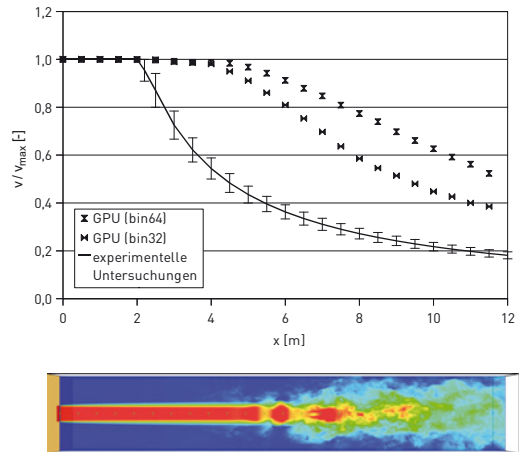 1,2
1,0
0,8
0,6
0,4
0,2
0,0
v / vmax [-]
GPU (bin64)
GPU (bin32)
experimentelle
Untersuchungen
0 2 4 6 8 10 12
x [m]